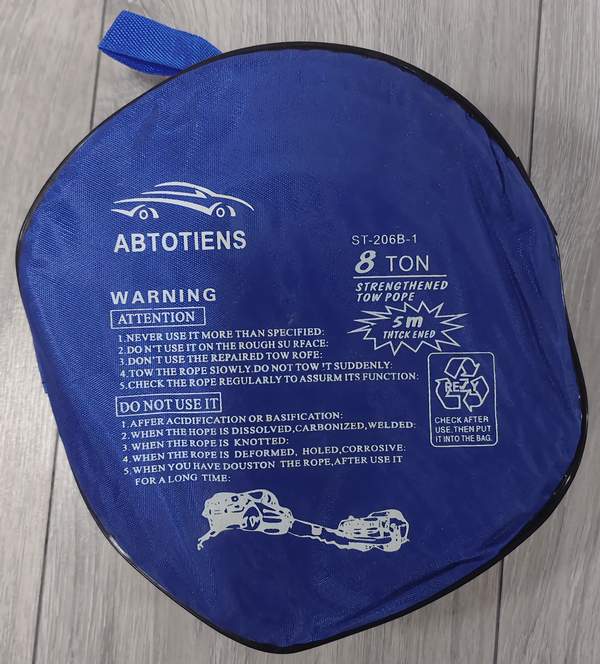 ABTOTIENS
ST-206B-1
8 TON
STRENGTHENED
TOW POPE
5m
THTCK ENED
WARNING
ATTENTION
1.NEVER USE IT MORE THAN SPECIFIED:
2.DO N'T USE IT ON THE ROUGH SU RFACE:
3.DON'T USE THE REPAIRED TOW ROFE:
4.TOW THE ROPE SIOWLY.DO NOT TOW 'T SUDDENLY:
5.CHECK THE ROPE REGULARLY TO ASSURM ITS FUNCTION:
REZY
CHECK AFTER
USE.THEN PUT
IT INTO THE BAG.
DO NOT USE IT
1.AFFER ACIDIFICATION OR BASIFICATION:
2.WHEN THE HOPE IS DISSOLVED,CARBONIZED,WELDED:
3.WHEN THE ROPE IS KNOTTED:
4.WHEN THE ROPE IS DEFORMED, HOLED,CORROSIVE:
5.WHEN YOU HAVE DOUSTON THE ROPE,AFTER USE IT
FOR A LONG TIME: